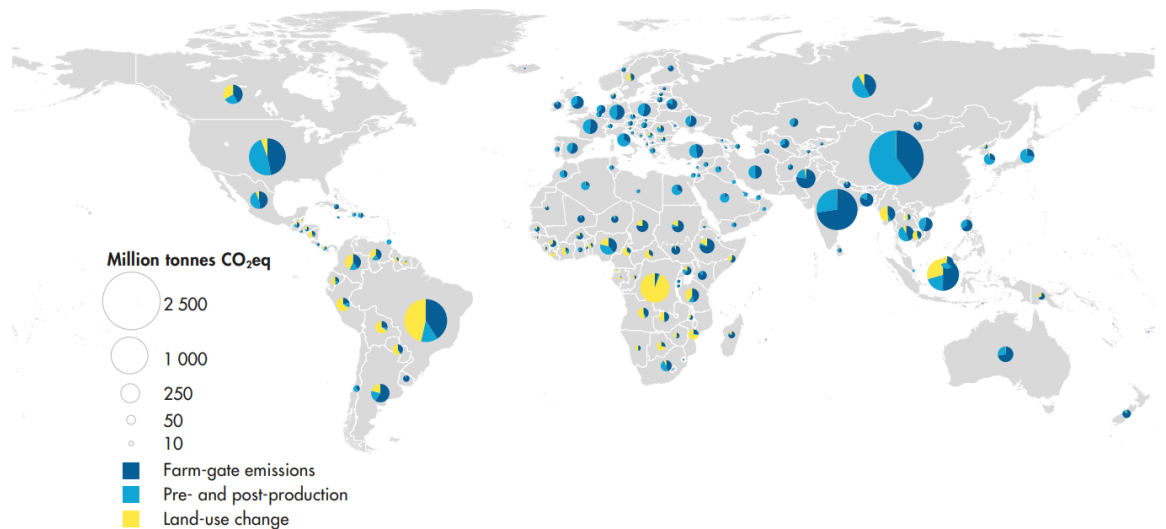 Million tonnes CO₂eq
2 500
1 000
250
50
10
Farm-gate emissions
Pre- and post-production
Land-use change